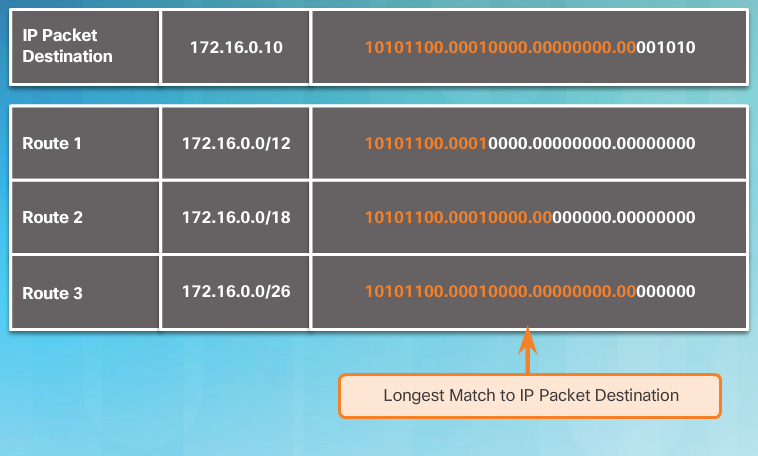 IP Packet
Destination
172.16.0.10
10101100.00010000.00000000.00001010
Route 1
172.16.0.0/12
10101100.00010000.00000000.00000000
Route 2
172.16.0.0/18
10101100.00010000.00000000.00000000
Route 3
172.16.0.0/26
10101100.00010000.00000000.00000000
Longest Match to IP Packet Destination